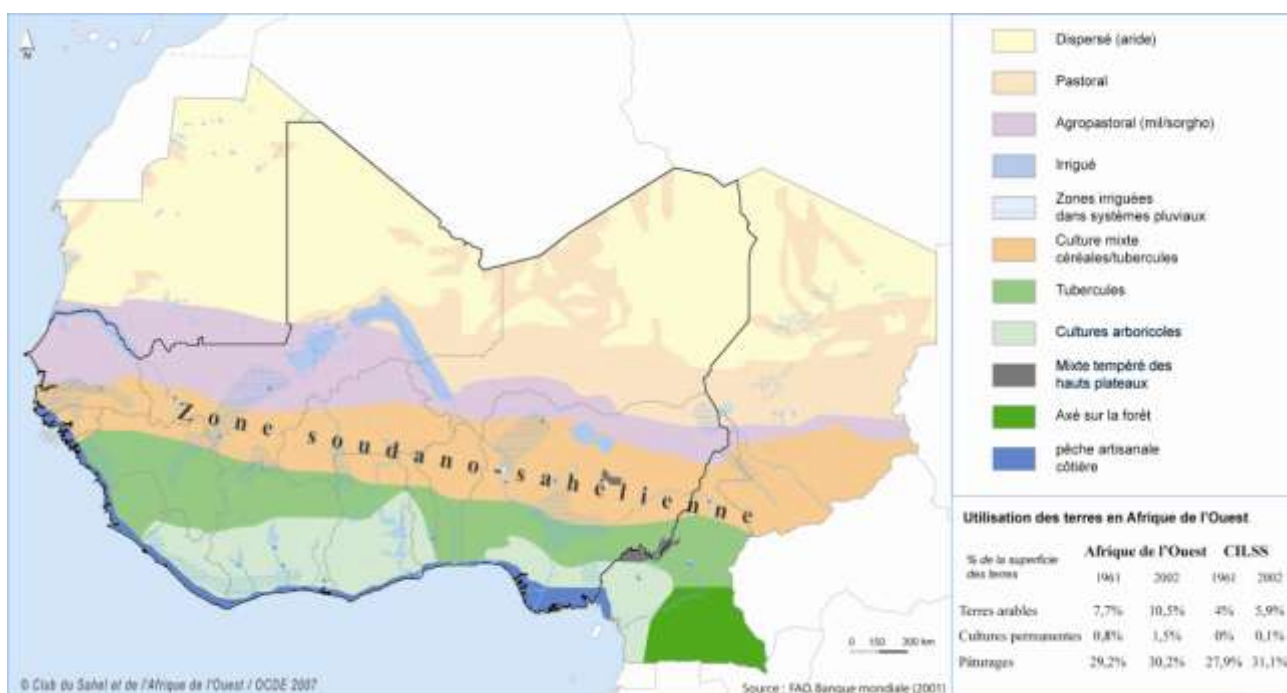 N
Dispersé (aride)
Pastoral
Agropastoral (mil/sorgho)
Irrigué
Zones irriguées
dans systèmes pluviaux
Culture mixte
céréales/tubercules
Tubercules
Cultures arboricoles
Mixte tempéré des
hauts plateaux
Axé sur la forêt
pêche artisanale
côtière
Zone soudano-sahélienne
0 150 300 km
© Club du Sahel et de l'Afrique de l'Ouest / OCDE 2007
Source : FAO, Banque mondiale (2001)
Utilisation des terres en Afrique de l'Ouest
% de la superficie
des terres
Afrique de l'Ouest CILSS
1961 2002 1961 2002
Terres arables 7,7% 10,5% 4% 5,9%
Cultures permanentes 0,8% 1,5% 0% 0,1%
Pâturages 29,2% 30,2% 27,9% 31,1%